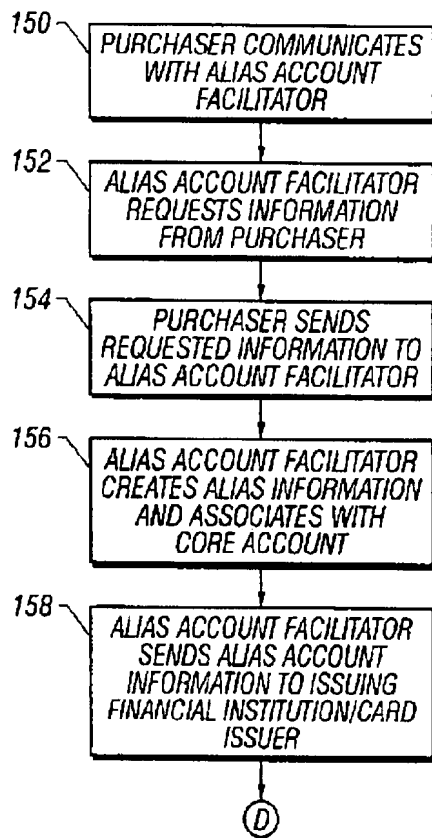 150
PURCHASER COMMUNICATES
WITH ALIAS ACCOUNT
FACILITATOR
152
ALIAS ACCOUNT FACILITATOR
REQUESTS INFORMATION
FROM PURCHASER
154
PURCHASER SENDS
REQUESTED INFORMATION TO
ALIAS ACCOUNT FACILITATOR
156
ALIAS ACCOUNT FACILITATOR
CREATES ALIAS INFORMATION
AND ASSOCIATES WITH
CORE ACCOUNT
158
ALIAS ACCOUNT FACILITATOR
SENDS ALIAS ACCOUNT
INFORMATION TO ISSUING
FINANCIAL INSTITUTION/CARD
ISSUER
D